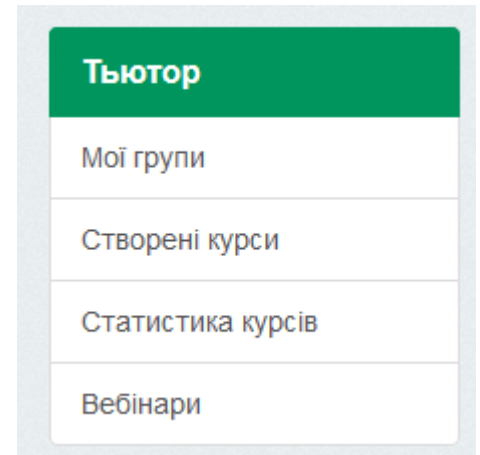 Тьютор
Мої групи
Створені курси
Статистика курсів
Вебінари